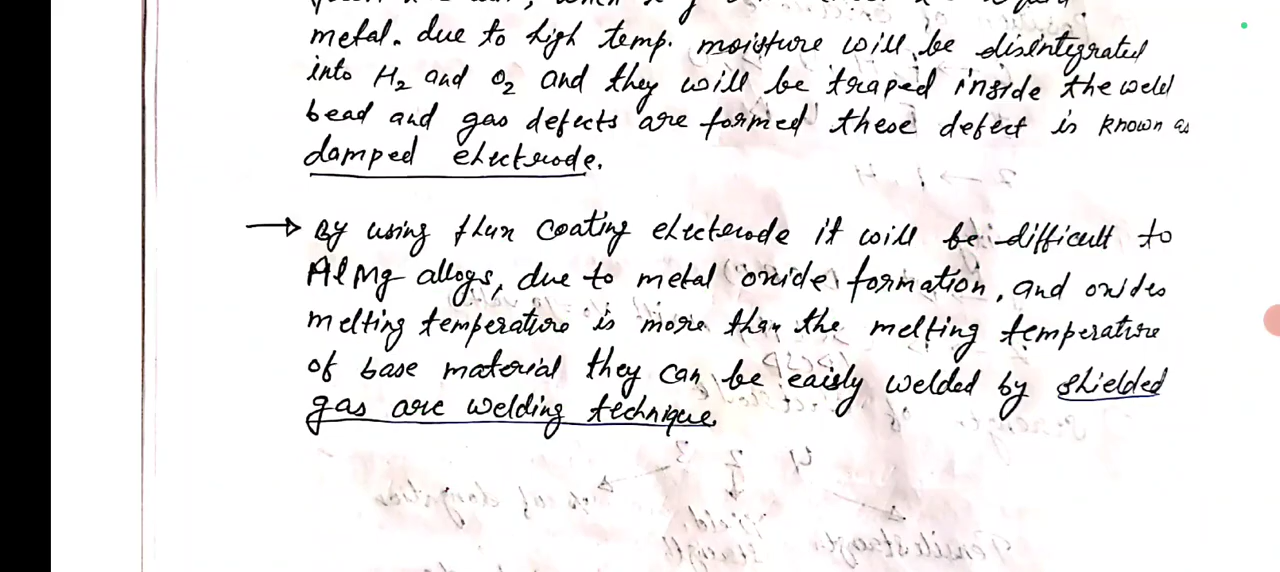 metal. due to high temp. moisture will be disintegrated
into H₂ and O₂ and they will be traped inside the weld
bead and gas defects are formed these defect is known as
damped electrode.
→ By using flux coating electrode it will be difficult to
Al Mg alloys, due to metal oxide formation, and oxides
melting temperature is more than the melting temperature
of base material they can be eaisly welded by shielded
gas arc welding technique.